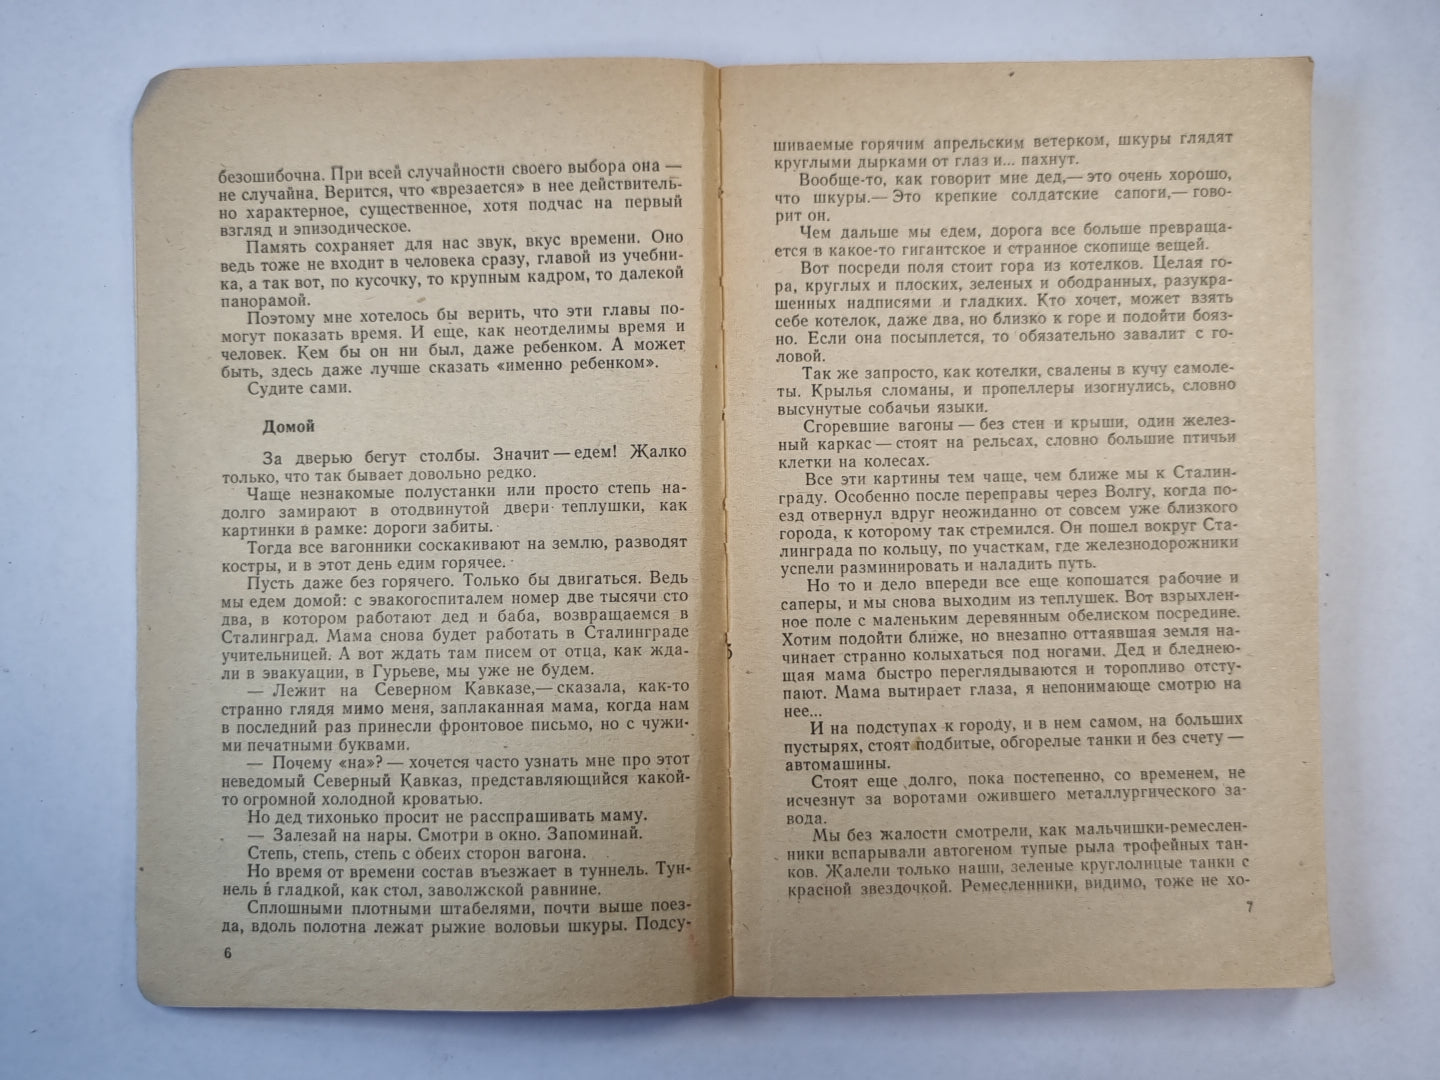 безошибочна. При всей случайности своего выбора она —
не случайна. Верится, что «врезается» в нее действитель-
но характерное, существенное, хотя подчас на первый
взгляд и эпизодическое.
Память сохраняет для нас звук, вкус времени. Оно
ведь тоже не входит в человека сразу, главой из учебни-
ка, а так вот, по кусочку, то крупным кадром, то далекой
панорамой.
Поэтому мне хотелось бы верить, что эти главы по-
могут показать время. И еще, как неотделимы время и
человек. Кем бы он ни был, даже ребенком. А может
быть, здесь даже лучше сказать «именно ребенком».
Судите сами.
Домой
За дверью бегут столбы. Значит — едем! Жалко
только, что так бывает довольно редко.
Чаще незнакомые полустанки или просто степь на-
долго замирают в отодвинутой двери теплушки, как
картинки в рамке: дороги забиты.
Тогда все вагонники соскакивают на землю, разводят
костры, и в этот день едим горячее.
Пусть даже без горячего. Только бы двигаться. Ведь
мы едем домой: с эвакогоспиталем номер две тысячи сто
два, в котором работают дед и баба, возвращаемся в
Сталинград. Мама снова будет работать в Сталинграде
учительницей. А вот ждать там писем от отца, как жда-
ли в эвакуации, в Гурьеве, мы уже не будем.
— Лежит на Северном Кавказе,— сказала, как-то
странно глядя мимо меня, заплаканная мама, когда нам
в последний раз принесли фронтовое письмо, но с чужи-
ми печатными буквами.
— Почему «на»? — хочется часто узнать мне про этот
неведомый Северный Кавказ, представляющийся какой-
то огромной холодной кроватью.
Но дед тихонько просит не расспрашивать маму.
— Залезай на нары. Смотри в окно. Запоминай.
Степь, степь, степь с обеих сторон вагона.
Но время от времени состав въезжает в туннель. Тун-
нель в гладкой, как стол, заволжской равнине.
Сплошными плотными штабелями, почти выше поез-
да, вдоль полотна лежат рыжие воловьи шкуры. Подсу-
6
шиваемые горячим апрельским ветерком, шкуры глядят
круглыми дырками от глаз и... пахнут.
Вообще-то, как говорит мне дед,— это очень хорошо,
что шкуры.— Это крепкие солдатские сапоги,— гово-
рит он.
Чем дальше мы едем, дорога все больше превраща-
ется в какое-то гигантское и странное скопище вещей.
Вот посреди поля стоит гора из котелков. Целая го-
ра, круглых и плоских, зеленых и ободранных, разукра-
шенных надписями и гладких. Кто хочет, может взять
себе котелок, даже два, но близко к горе и подойти бояз-
но. Если она посыплется, то обязательно завалит с го-
ловой.
Так же запросто, как котелки, свалены в кучу самоле-
ты. Крылья сломаны, и пропеллеры изогнулись, словно
высунутые собачьи языки.
Сгоревшие вагоны — без стен и крыши, один желез-
ный каркас — стоят на рельсах, словно большие птичьи
клетки на колесах.
Все эти картины тем чаще, чем ближе мы к Сталин-
граду. Особенно после переправы через Волгу, когда по-
езд отвернул вдруг неожиданно от совсем уже близкого
города, к которому так стремился. Он пошел вокруг Ста-
линграда по кольцу, по участкам, где железнодорожники
успели разминировать и наладить путь.
Но то и дело впереди все еще копошатся рабочие и
саперы, и мы снова выходим из теплушек. Вот взрыхлен-
ное поле с маленьким деревянным обелиском посредине.
Хотим подойти ближе, но внезапно оттаявшая земля на-
чинает странно колыхаться под ногами. Дед и бледнею-
щая мама быстро переглядываются и торопливо отсту-
пают. Мама вытирает глаза, я непонимающе смотрю на
нее...
И на подступах к городу, и в нем самом, на больших
пустырях, стоят подбитые, обгорелые танки и без счету —
автомашины.
Стоят еще долго, пока постепенно, со временем, не
исчезнут за воротами ожившего металлургического за-
вода.
Мы без жалости смотрели, как мальчишки-ремеслен-
ники вспарывали автогеном тупые рыла трофейных тан-
ков. Жалели только наши, зеленые круглолицые танки с
красной звездочкой. Ремесленники, видимо, тоже не хо-
7